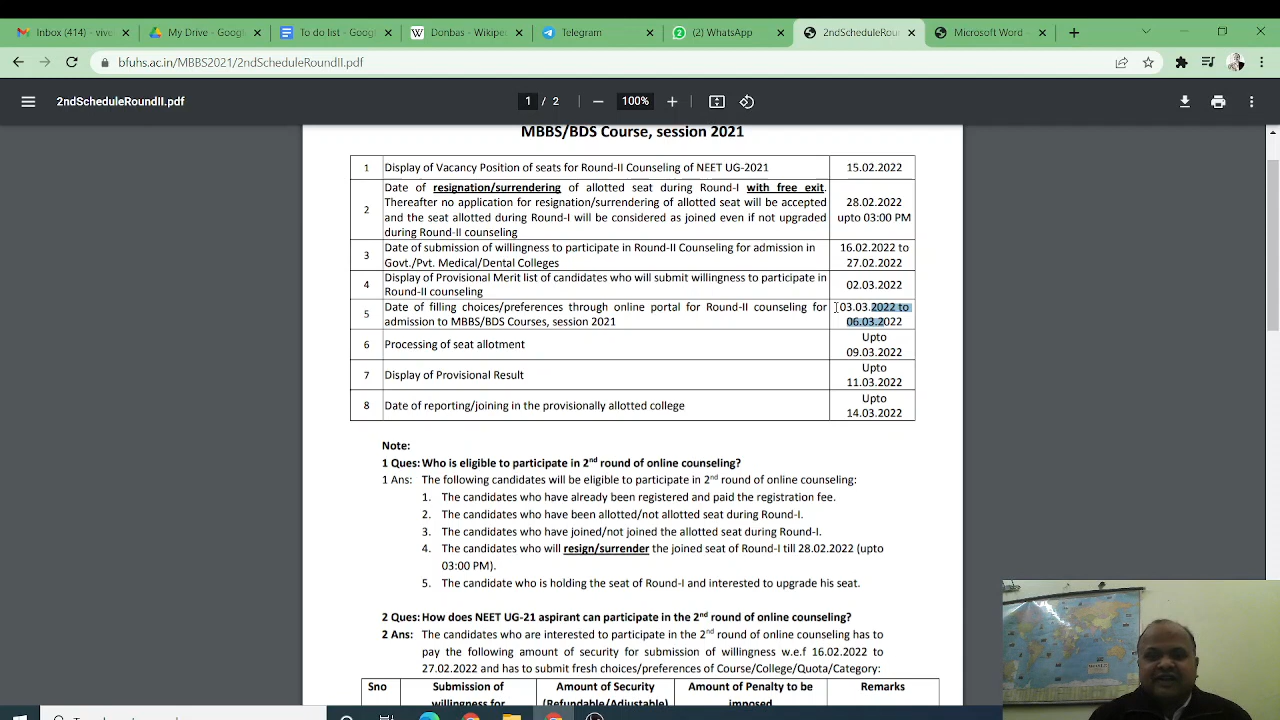 Inbox (414) - vivo
My Drive - Googl
To do list - Googl
Donbas - Wikipe
Telegram
(2) WhatsApp
2ndScheduleRound
Microsoft Word -
bfuhs.ac.in/MBBS2021/2ndScheduleRoundII.pdf
2ndScheduleRoundII.pdf
1 / 2
100%
MBBS/BDS Course, session 2021
1 Display of Vacancy Position of seats for Round-II Counseling of NEET UG-2021 15.02.2022
2 Date of resignation/surrendering of allotted seat during Round-I with free exit.
Thereafter no application for resignation/surrendering of allotted seat will be accepted
and the seat allotted during Round-I will be considered as joined even if not upgraded
during Round-II counseling
28.02.2022
upto 03:00 PM
3 Date of submission of willingness to participate in Round-II Counseling for admission in
Govt./Pvt. Medical/Dental Colleges
16.02.2022 to
27.02.2022
4 Display of Provisional Merit list of candidates who will submit willingness to participate in
Round-II counseling
02.03.2022
5 Date of filling choices/preferences through online portal for Round-II counseling for
admission to MBBS/BDS Courses, session 2021
03.03.2022 to
06.03.2022
6 Processing of seat allotment
Upto
09.03.2022
7 Display of Provisional Result
Upto
11.03.2022
8 Date of reporting/joining in the provisionally allotted college
Upto
14.03.2022
Note:
1 Ques: Who is eligible to participate in 2nd round of online counseling?
1 Ans: The following candidates will be eligible to participate in 2nd round of online counseling:
1. The candidates who have already been registered and paid the registration fee.
2. The candidates who have been allotted/not allotted seat during Round-I.
3. The candidates who have joined/not joined the allotted seat during Round-I.
4. The candidates who will resign/surrender the joined seat of Round-I till 28.02.2022 (upto
03:00 PM).
5. The candidate who is holding the seat of Round-I and interested to upgrade his seat.
2 Ques: How does NEET UG-21 aspirant can participate in the 2nd round of online counseling?
2 Ans: The candidates who are interested to participate in the 2nd round of online counseling has to
pay the following amount of security for submission of willingness w.e.f 16.02.2022 to
27.02.2022 and has to submit fresh choices/preferences of Course/College/Quota/Category:
Sno
Submission of
willingness for
Amount of Security
(Refundable/Adjustable)
Amount of Penalty to be
imposed
Remarks